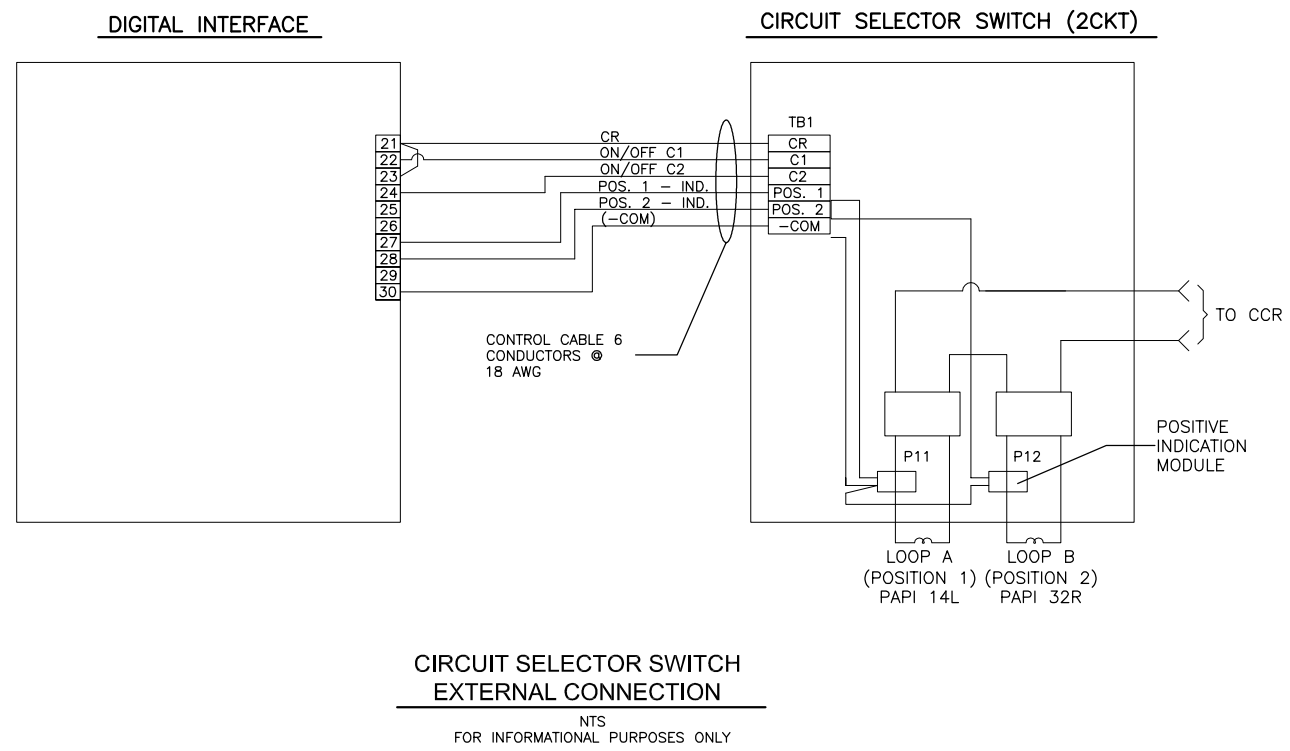 DIGITAL INTERFACE
CIRCUIT SELECTOR SWITCH (2CKT)
21
22
23
24
25
26
27
28
29
30
CR
ON/OFF C1
ON/OFF C2
POS. 1 - IND.
POS. 2 - IND.
(-COM)
TB1
CR
C1
C2
POS. 1
POS. 2
-COM
CONTROL CABLE 6
CONDUCTORS @
18 AWG
TO CCR
POSITIVE
INDICATION
MODULE
P11
P12
LOOP A
(POSITION 1)
PAPI 14L
LOOP B
(POSITION 2)
PAPI 32R
CIRCUIT SELECTOR SWITCH
EXTERNAL CONNECTION
NTS
FOR INFORMATIONAL PURPOSES ONLY